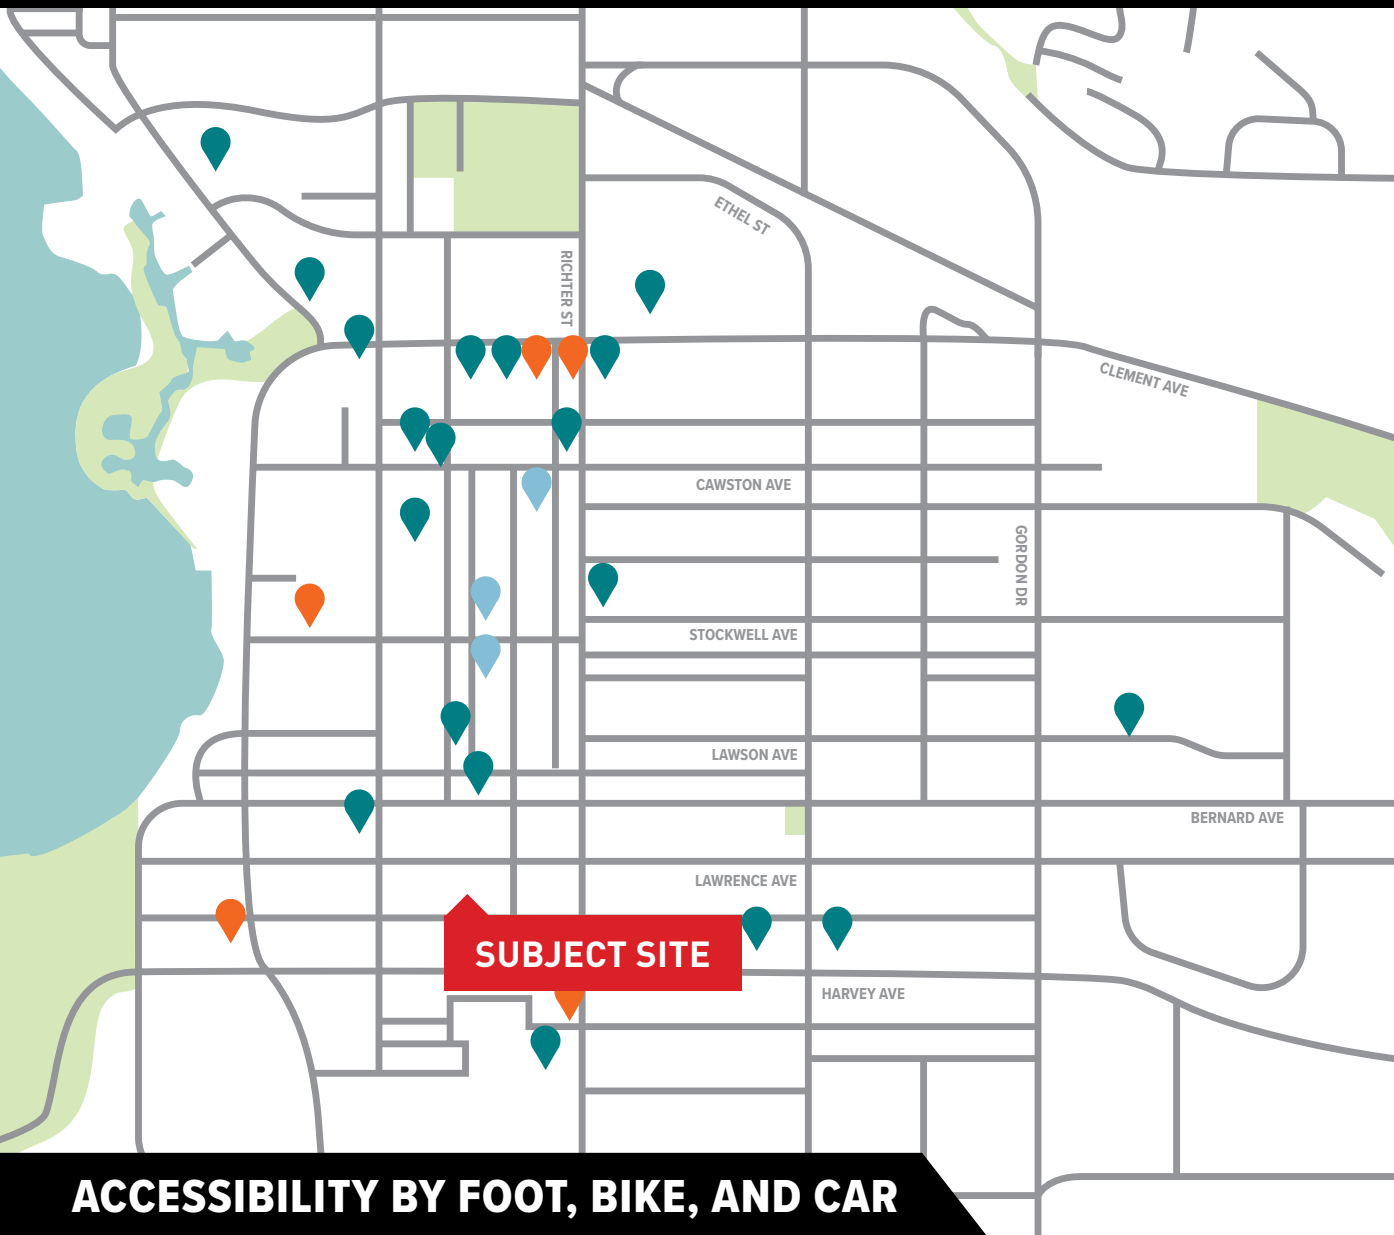 ETHEL ST
RICHTER ST
CLEMENT AVE
CAWSTON AVE
GORDON DR
STOCKWELL AVE
LAWSON AVE
BERNARD AVE
LAWRENCE AVE
SUBJECT SITE
HARVEY AVE
ACCESSIBILITY BY FOOT, BIKE, AND CAR